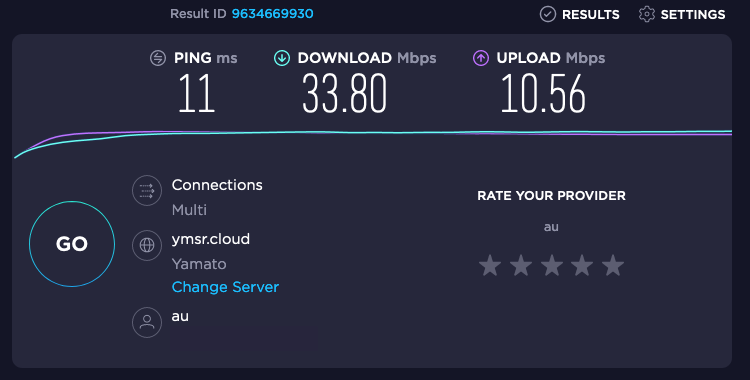 Result ID 9634669930
RESULTS
SETTINGS
PING ms
DOWNLOAD Mbps
UPLOAD Mbps
11
33.80
10.56
GO
Connections
Multi
ymsr.cloud
Yamato
Change Server
au
RATE YOUR PROVIDER
au